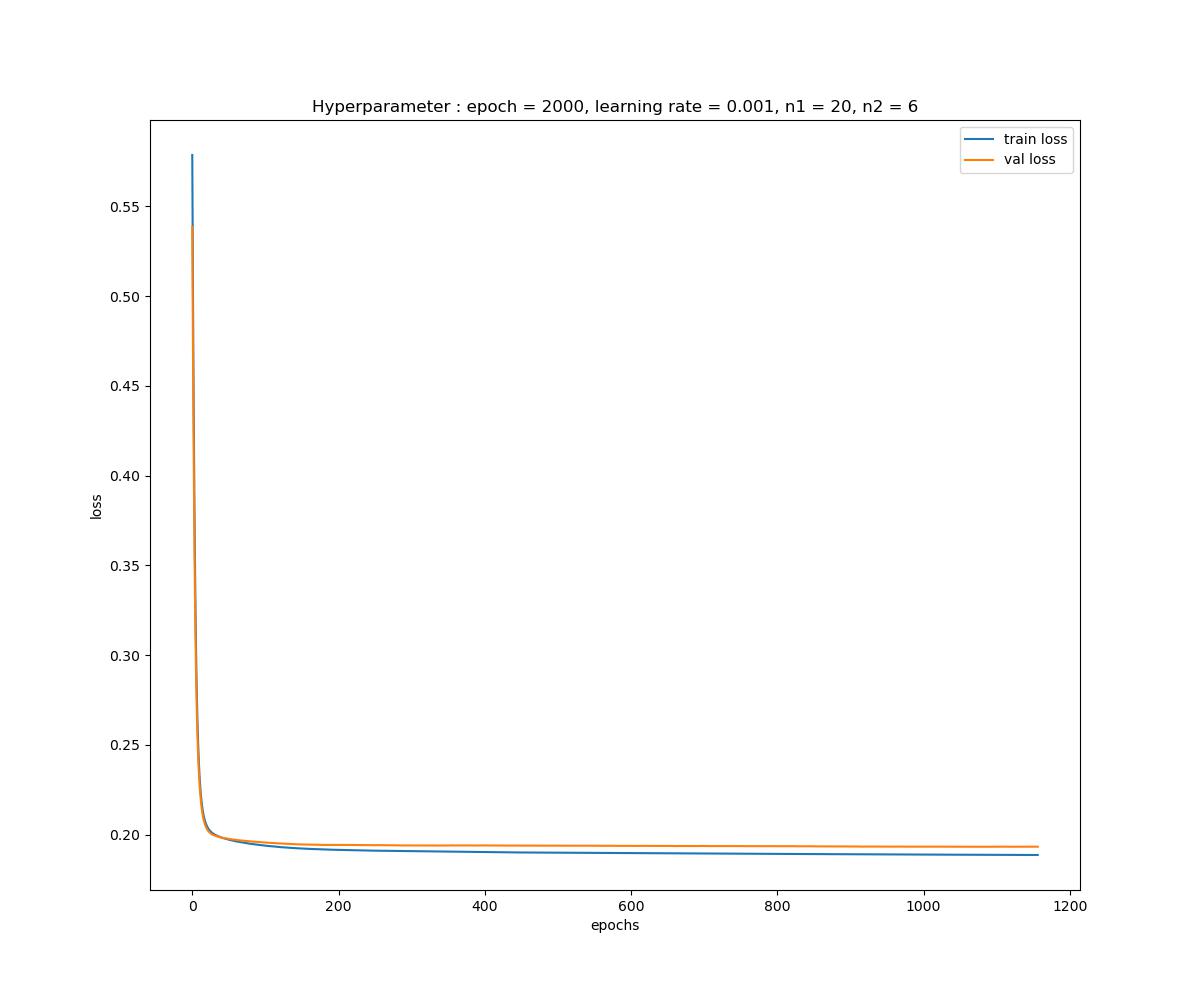 Hyperparameter : epoch = 2000, learning rate = 0.001, n1 = 20, n2 = 6
train loss
val loss
0.55
0.50
0.45
0.40
0.35
0.30
0.25
0.20
loss
0 200 400 600 800 1000 1200
epochs